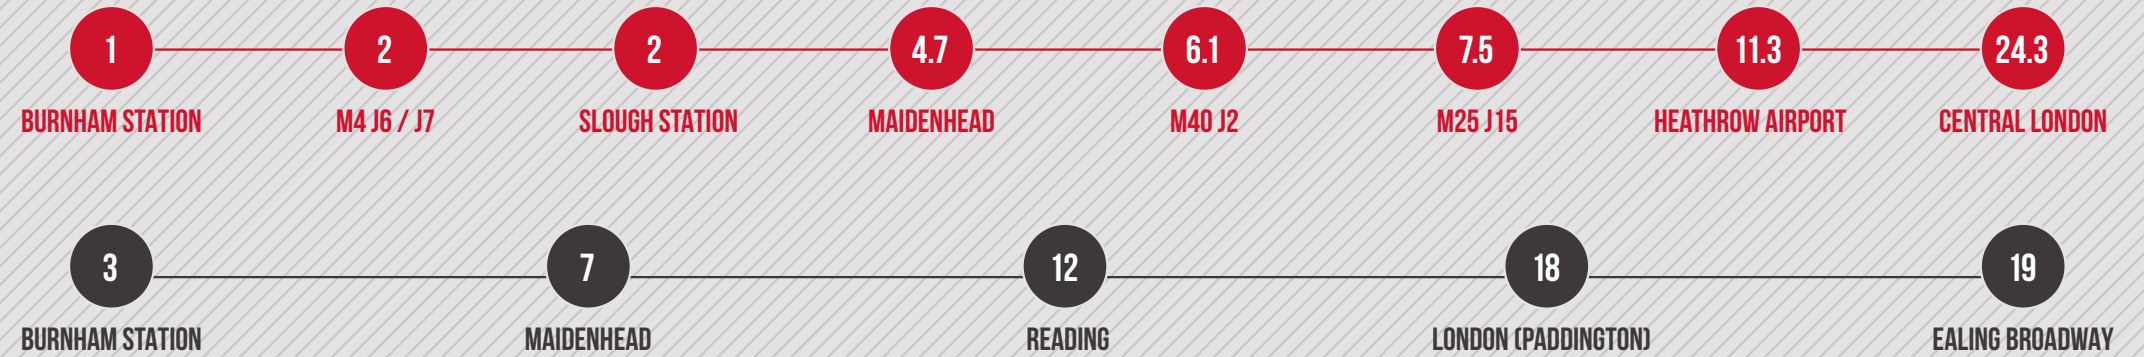 1 2 2 4.7 6.1 7.5 11.3 24.3
BURNHAM STATION M4 J6 / J7 SLOUGH STATION MAIDENHEAD M40 J2 M25 J15 HEATHROW AIRPORT CENTRAL LONDON
3 7 12 18 19
BURNHAM STATION MAIDENHEAD READING LONDON (PADDINGTON) EALING BROADWAY